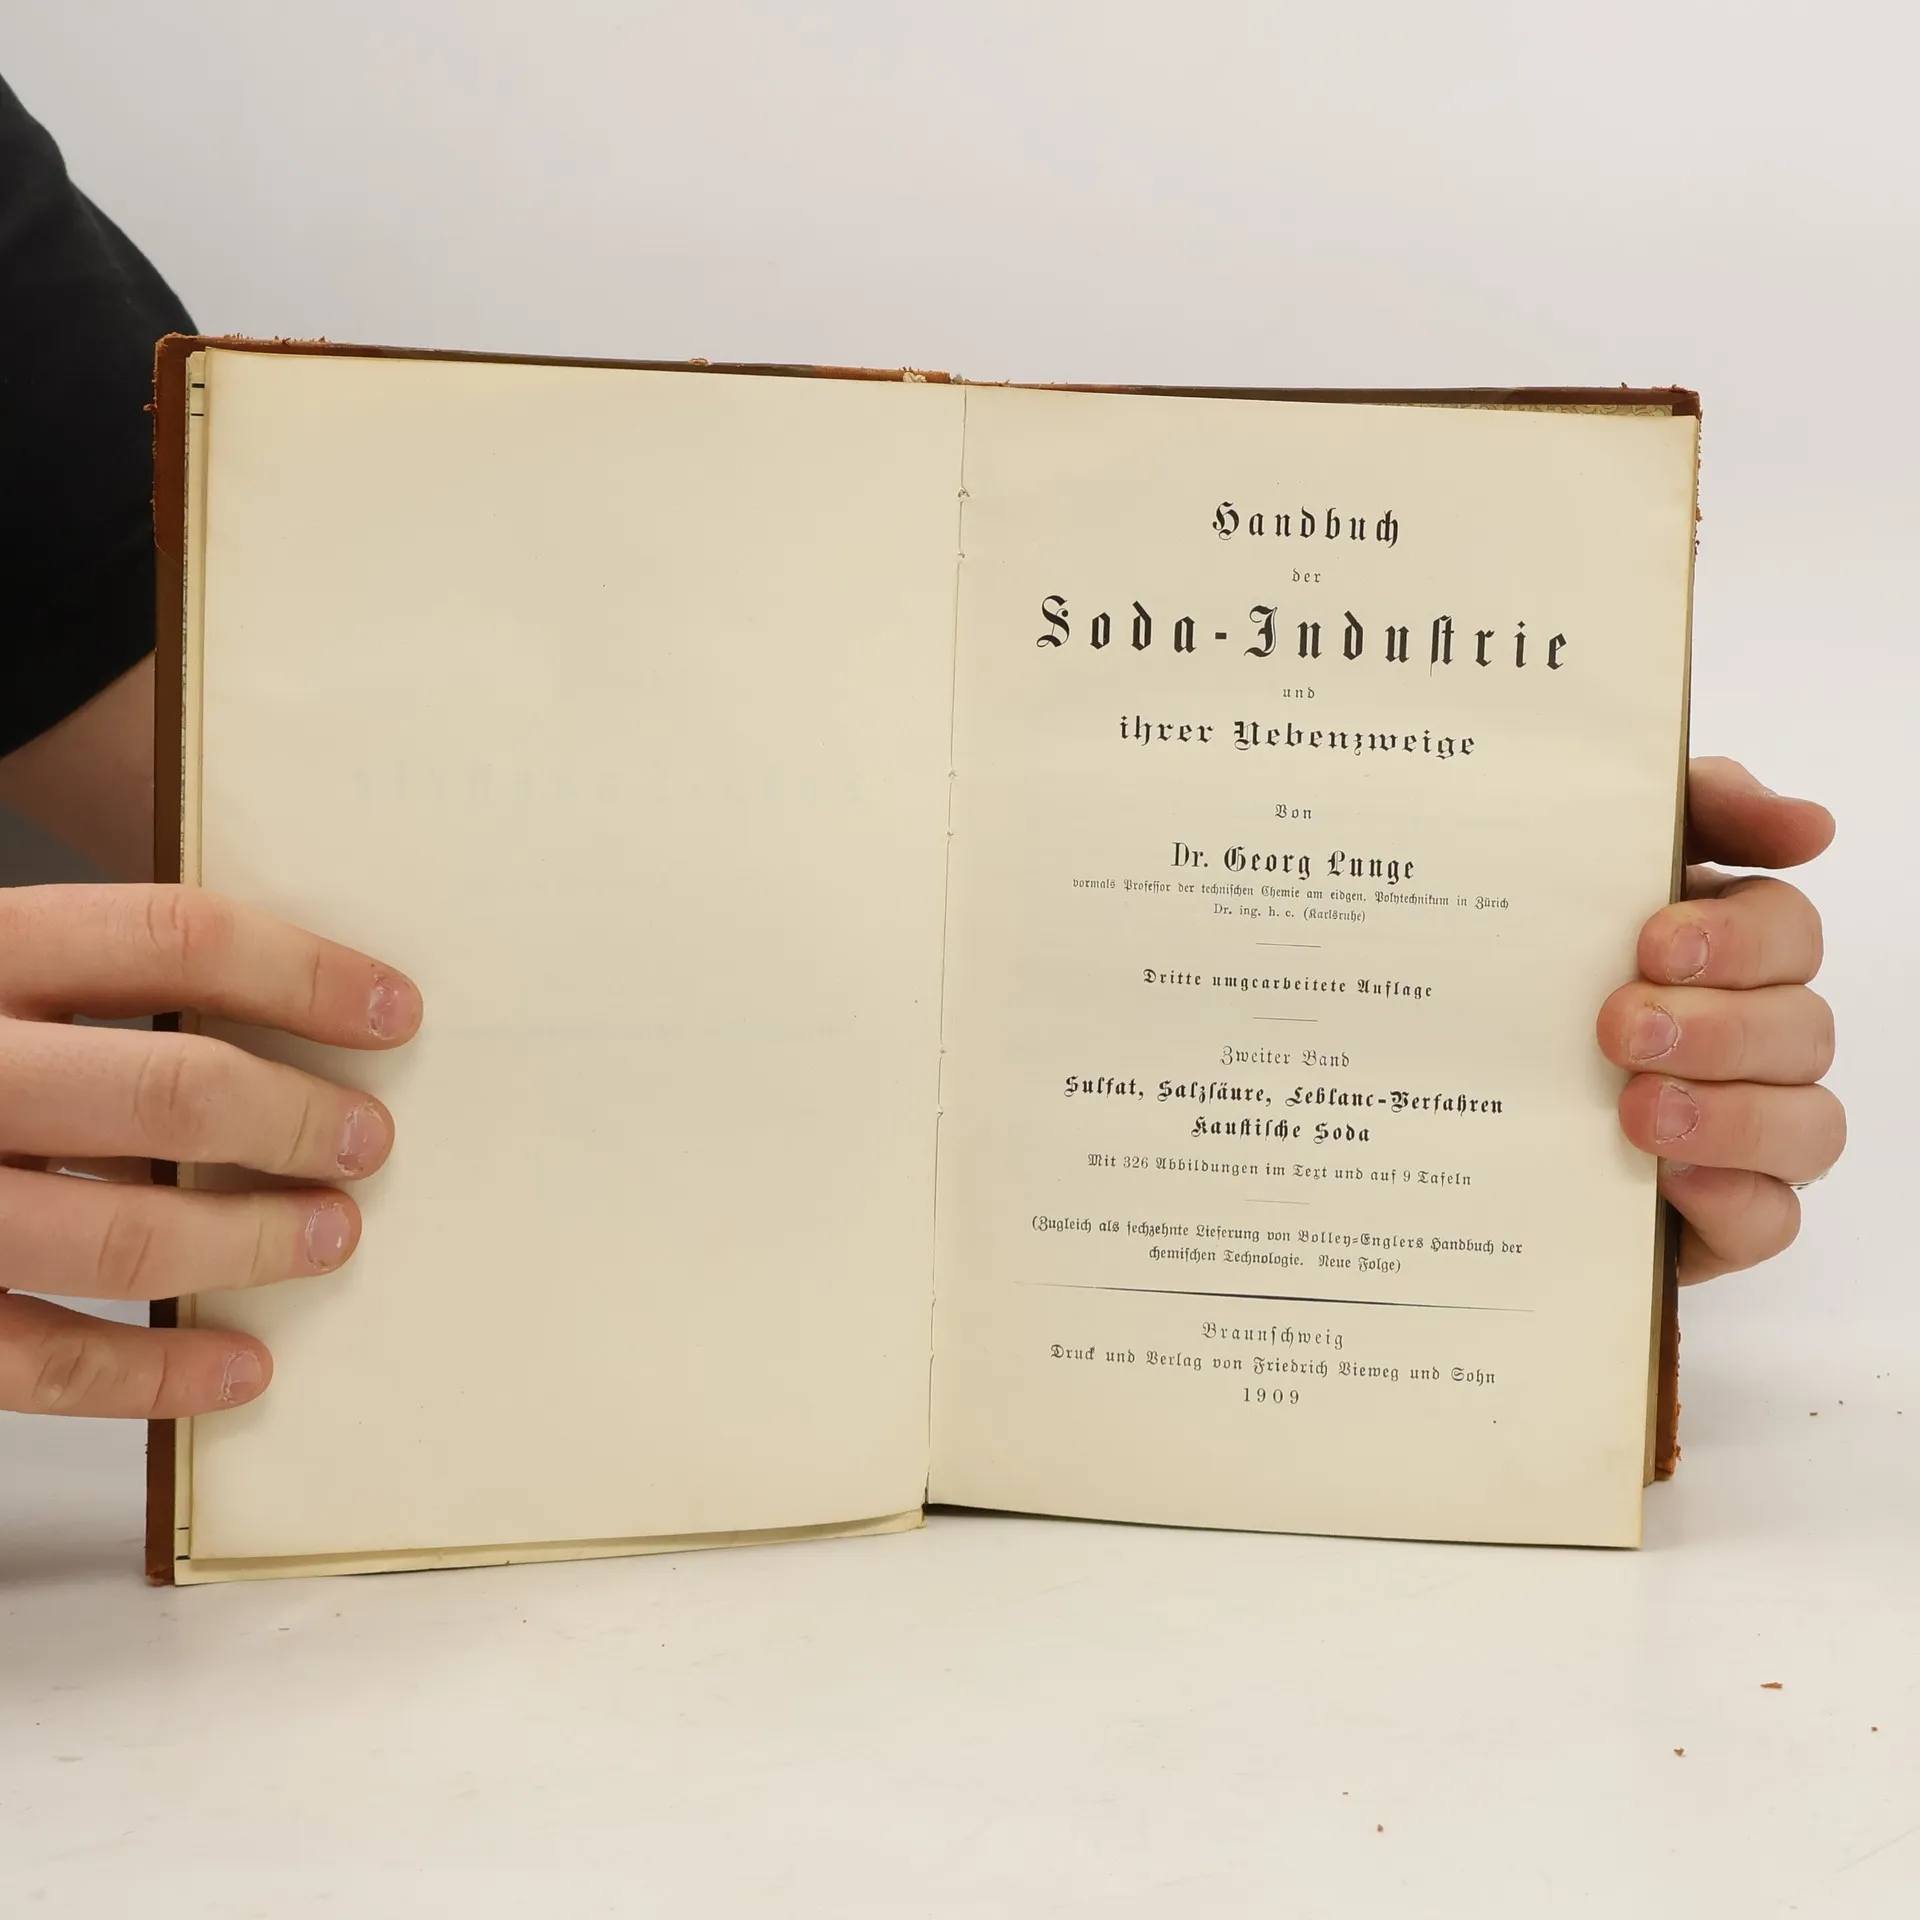 Handbuch
der
Soda-Industrie
und
ihrer Nebenzweige
Von
Dr. Georg Lunge
vormals Professor der technischen Chemie am eidgen. Polytechnikum in Zürich
Dr. ing. h. c. (Karlsruhe)
Dritte umgearbeitete Auflage
Zweiter Band
Sulfat, Salzsäure, Leblanc-Verfahren
Kaustische Soda
Mit 326 Abbildungen im Text und auf 9 Tafeln
(Zugleich als sechzehnte Lieferung von Bolley-Englers Handbuch der
chemischen Technologie. Neue Folge)
Braunschweig
Druck und Verlag von Friedrich Vieweg und Sohn
1909